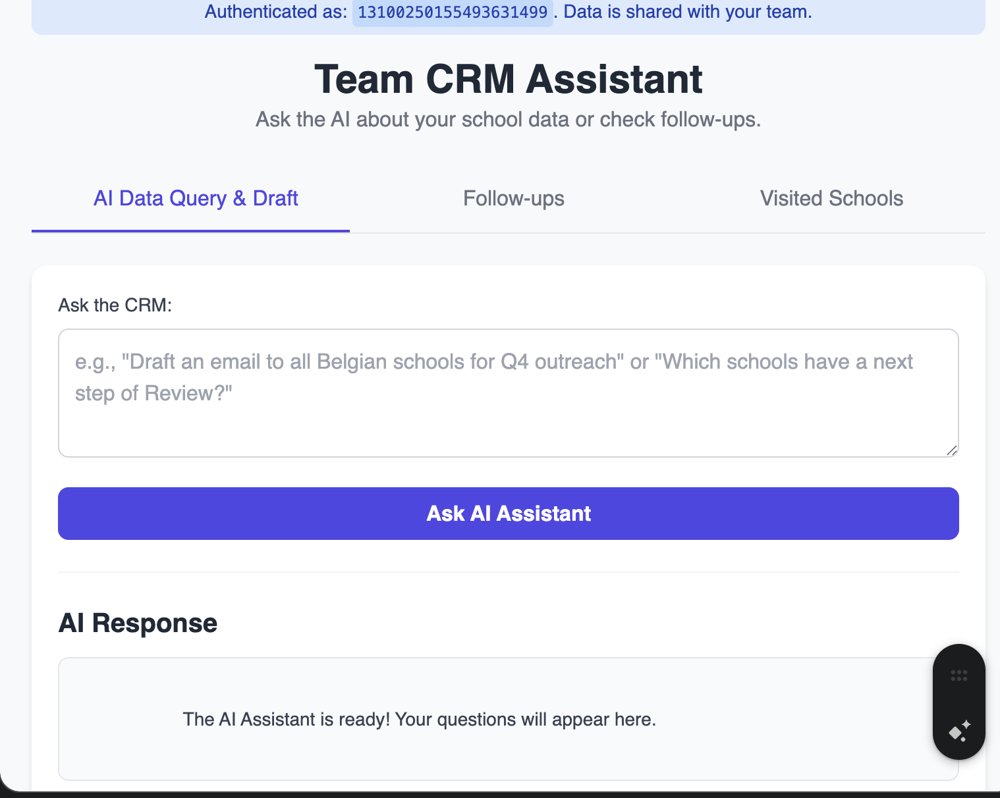 Authenticated as: 13100250155493631499. Data is shared with your team.
Team CRM Assistant
Ask the AI about your school data or check follow-ups.
AI Data Query & Draft
Follow-ups
Visited Schools
Ask the CRM:
e.g., "Draft an email to all Belgian schools for Q4 outreach" or "Which schools have a next
step of Review?"
Ask AI Assistant
AI Response
The AI Assistant is ready! Your questions will appear here.